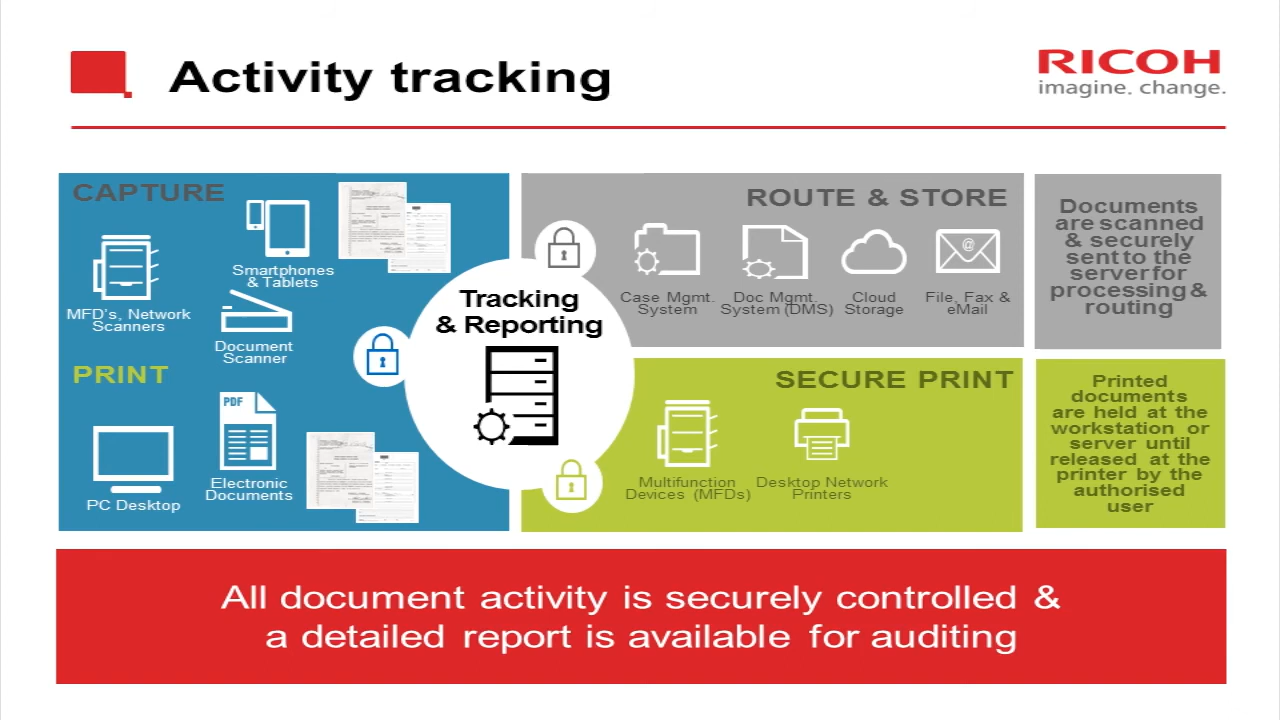 Activity tracking
RICOH
imagine. change.
CAPTURE
Smartphones
& Tablets
MFD's, Network
Scanners
Document
Scanner
PRINT
PDF
PC Desktop
Electronic
Documents
Tracking
& Reporting
ROUTE & STORE
Case Mgmt.
System
Doc Mgmt.
System (DMS)
Cloud
Storage
@
File, Fax &
eMail
Documents
are scanned
& securely
sent to the
server for
processing &
routing
SECURE PRINT
Multifunction
Devices (MFDs)
Desktop Network
Printers
Printed
documents
are held at the
workstation or
server until
released at the
printer by the
authorised
user
All document activity is securely controlled &
a detailed report is available for auditing